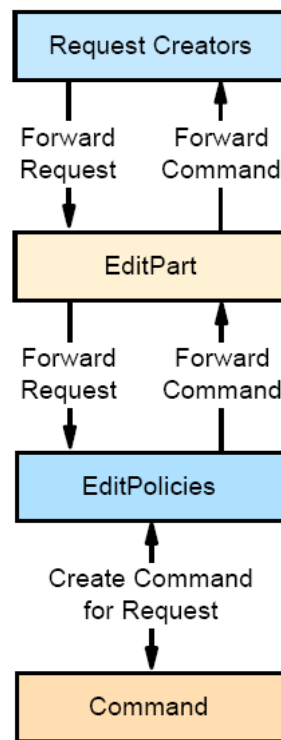 Request Creators
Forward
Request
Forward
Command
EditPart
Forward
Request
Forward
Command
EditPolicies
Create Command
for Request
Command